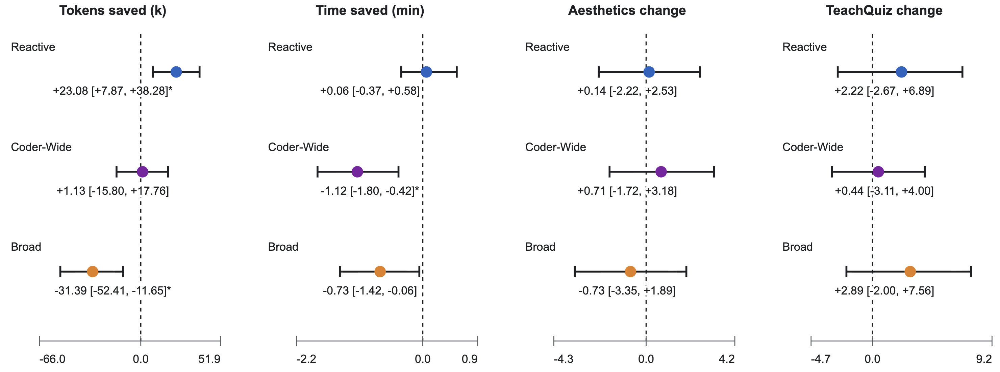 Tokens saved (k)
Reactive
+23.08 [+7.87, +38.28]*
Coder-Wide
+1.13 [-15.80, +17.76]
Broad
-31.39 [-52.41, -11.65]*
-66.0 0.0 51.9
Time saved (min)
Reactive
+0.06 [-0.37, +0.58]
Coder-Wide
-1.12 [-1.80, -0.42]*
Broad
-0.73 [-1.42, -0.06]
-2.2 0.0 0.9
Aesthetics change
Reactive
+0.14 [-2.22, +2.53]
Coder-Wide
+0.71 [-1.72, +3.18]
Broad
-0.73 [-3.35, +1.89]
-4.3 0.0 4.2
TeachQuiz change
Reactive
+2.22 [-2.67, +6.89]
Coder-Wide
+0.44 [-3.11, +4.00]
Broad
+2.89 [-2.00, +7.56]
-4.7 0.0 9.2